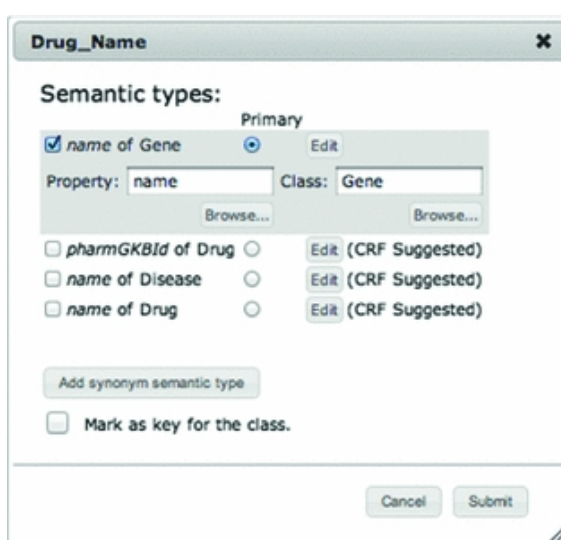 Drug_Name
Semantic types:
Primary
name of Gene Edit
Property: name Class: Gene
Browse... Browse...
pharmGKBId of Drug Edit (CRF Suggested)
name of Disease Edit (CRF Suggested)
name of Drug Edit (CRF Suggested)
Add synonym semantic type
Mark as key for the class.
Cancel Submit